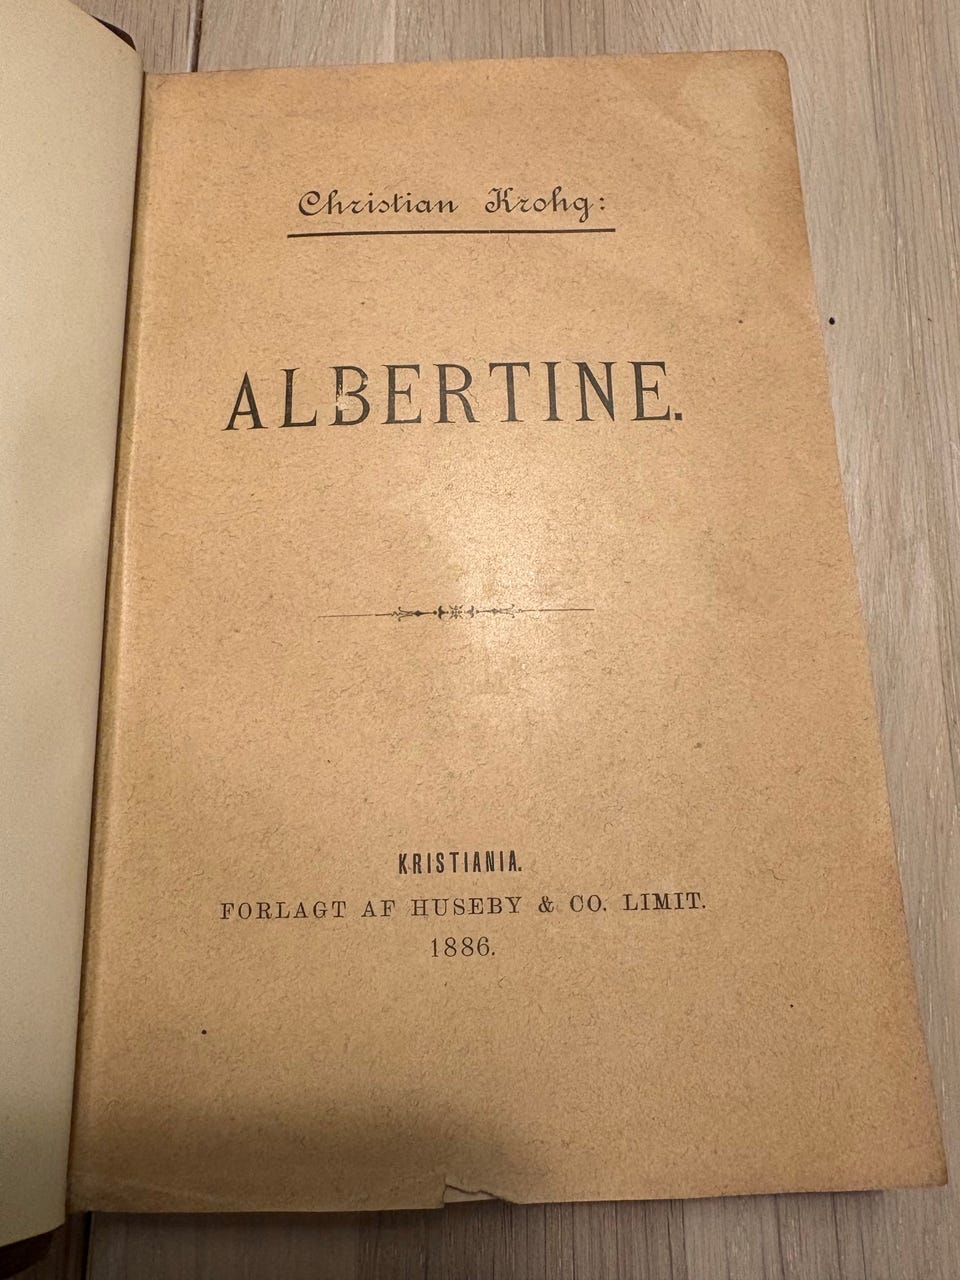 Christian Krohg:
ALBERTINE.
KRISTIANIA.
FORLAGT AF HUSEBY & CO. LIMIT.
1886.